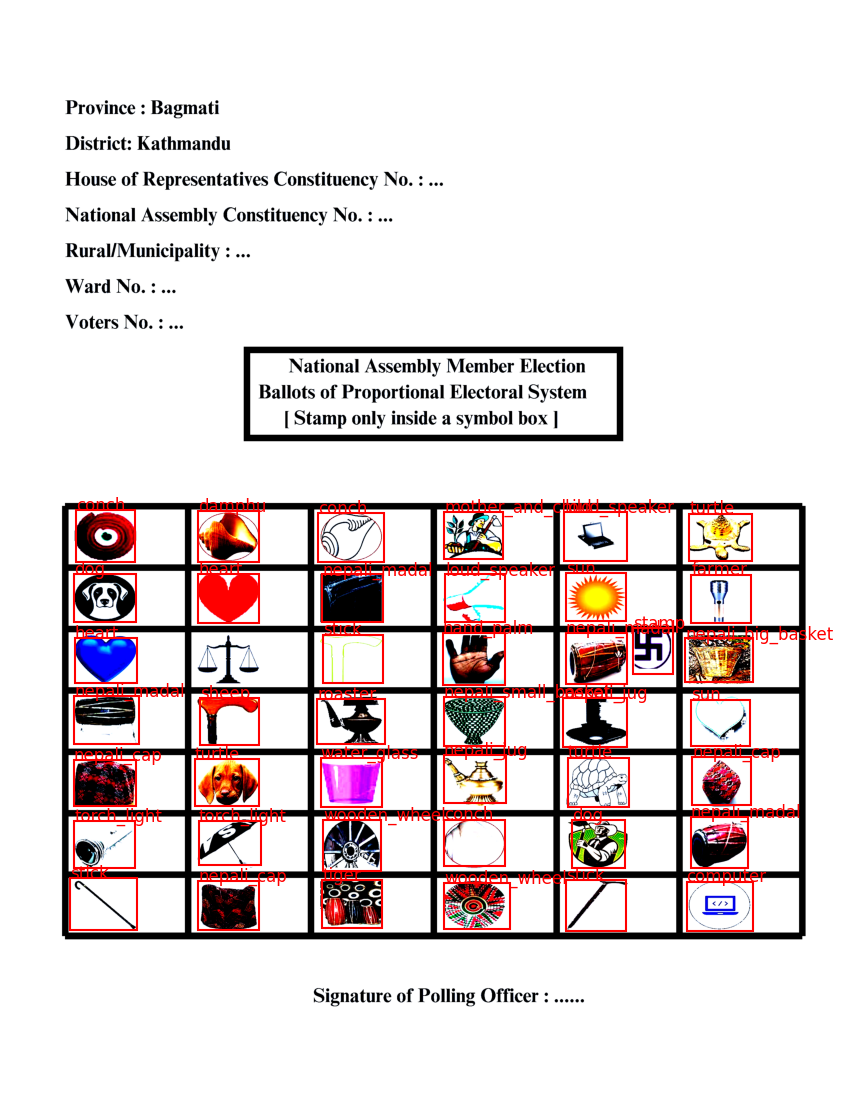 Province : Bagmati
District: Kathmandu
House of Representatives Constituency No. : ...
National Assembly Constituency No. : ...
Rural/Municipality : ...
Ward No. : ...
Voters No. : ...
National Assembly Member Election
Ballots of Proportional Electoral System
[ Stamp only inside a symbol box ]
conch damphu conch mother_and_child loud_speaker turtle
dog heart nepali_madal loud_speaker sun farmer
heart stick hand_palm nepali_madal stamp nepali_big_basket
nepali_madal sheep master nepali_small_basket nepali_jug sun
nepali_cap turtle water_glass nepali_jug turtle nepali_cap
torch_light torch_light wooden_wheel conch dog nepali_madal
stick nepali_cap tiger wooden_wheel stick computer
Signature of Polling Officer : ......